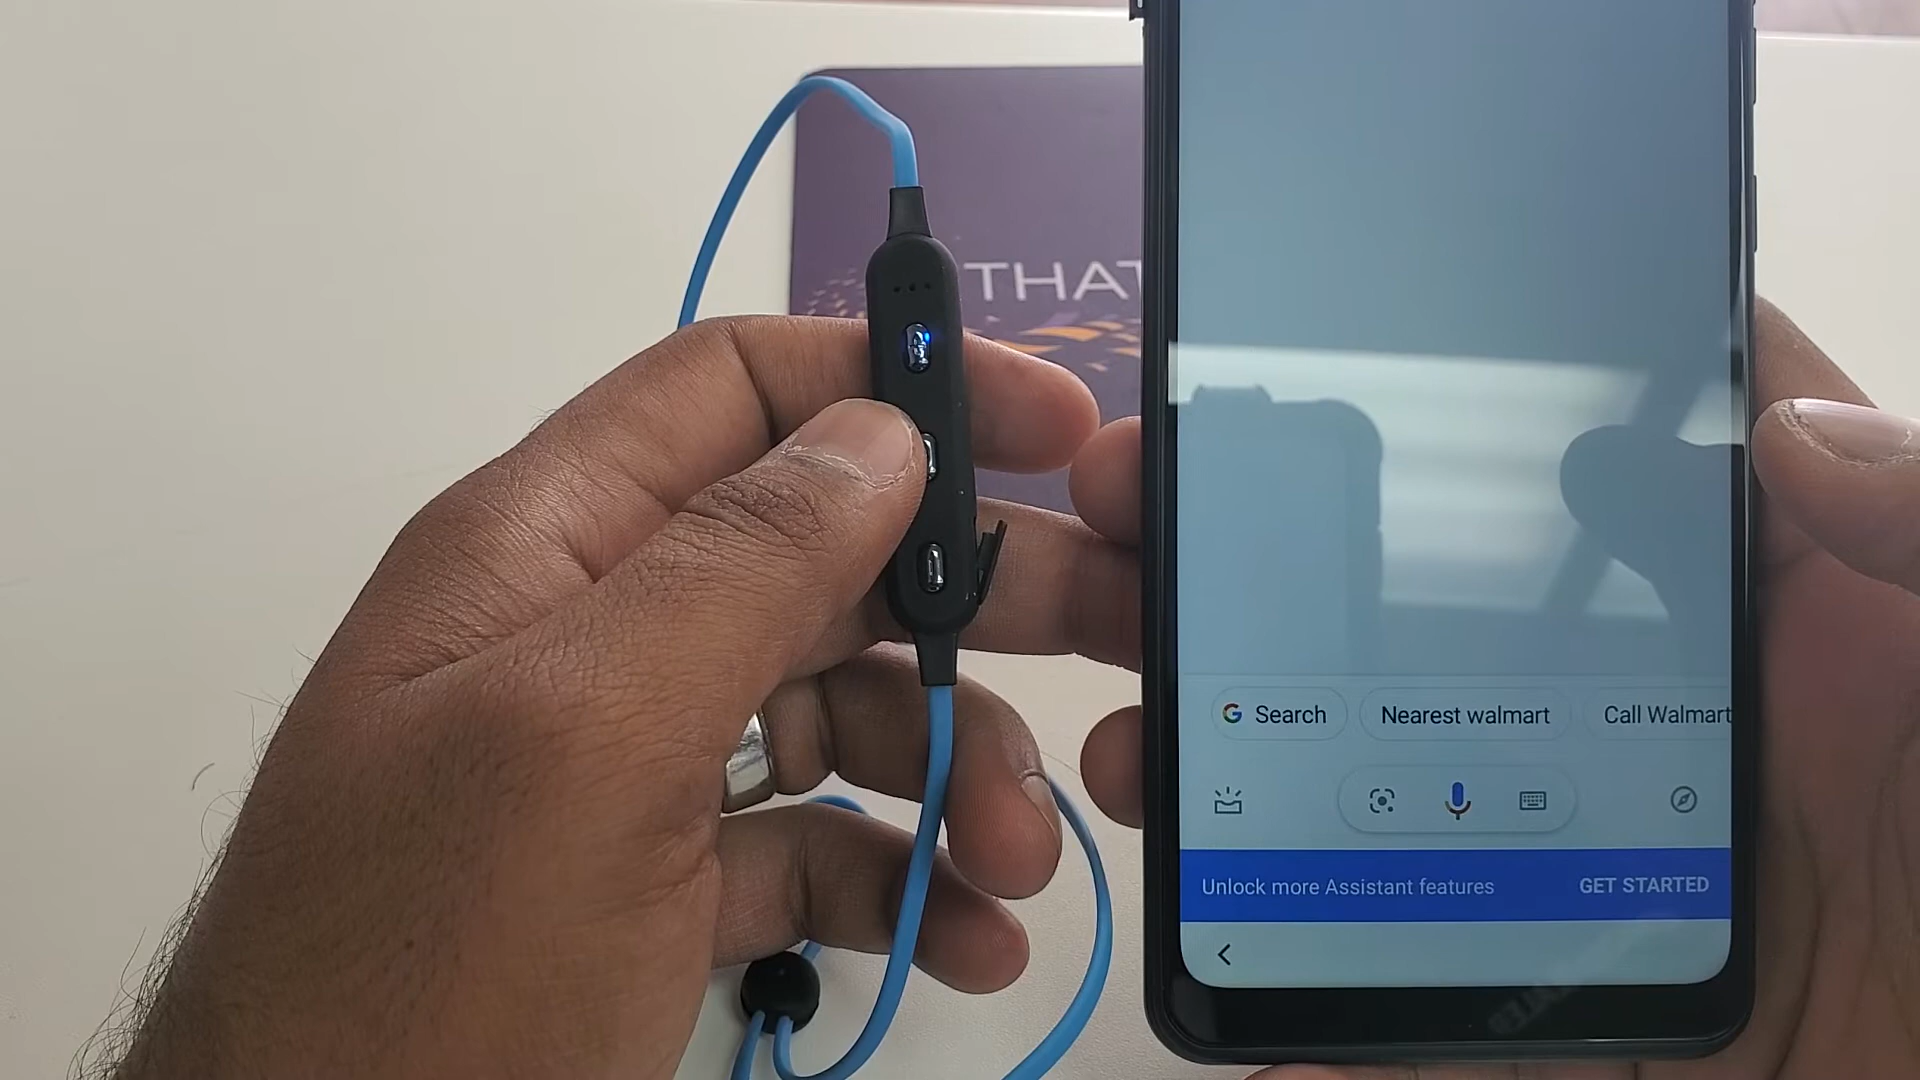 THAT
Search
Nearest walmart
Call Walmart
Unlock more Assistant features
GET STARTED